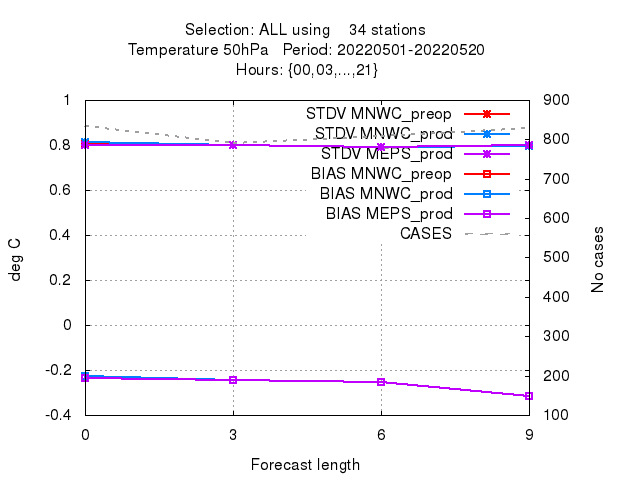 Selection: ALL using 34 stations
Temperature 50hPa Period: 20220501-20220520
Hours: {00,03,...,21}
1 900
STDV MNWC_preop
STDV MNWC_prod
0.8 800
STDV MEPS_prod
BIAS MNWC_preop
700
0.6
BIAS MNWC_prod
BIAS MEPS_prod
600
0.4
CASES
deg C
No cases
500
0.2
400
0
300
-0.2 200
-0.4 100
0 3 6 9
Forecast length